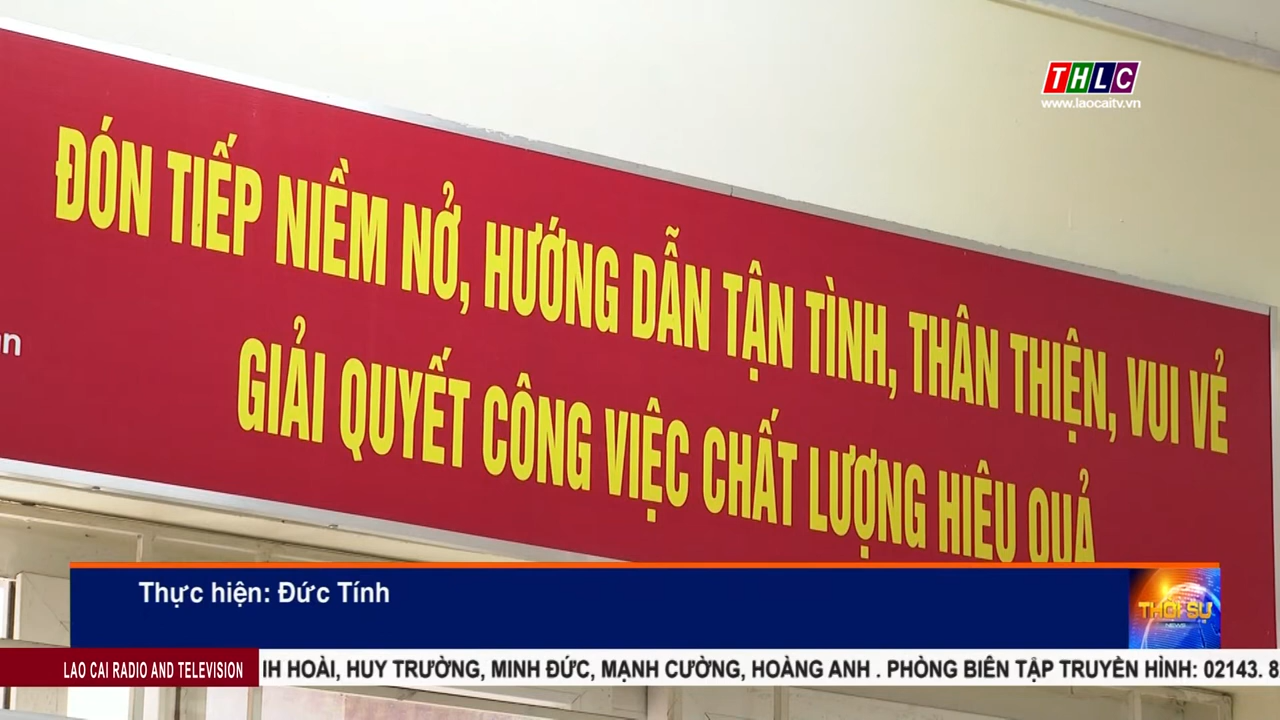 THLC
www.laocaitv.vn
ĐÓN TIẾP NIỀM NỞ, HƯỚNG DẪN TẬN TÌNH, THÂN THIỆN, VUI VẺ
GIẢI QUYẾT CÔNG VIỆC CHẤT LƯỢNG HIỆU QUẢ
Thực hiện: Đức Tính
THỜI SỰ
NEWS
LAO CAI RADIO AND TELEVISION
HOÀI, HUY TRƯỜNG, MINH ĐỨC, MẠNH CƯỜNG, HOÀNG ANH . PHÒNG BIÊN TẬP TRUYỀN HÌNH: 02143. 8